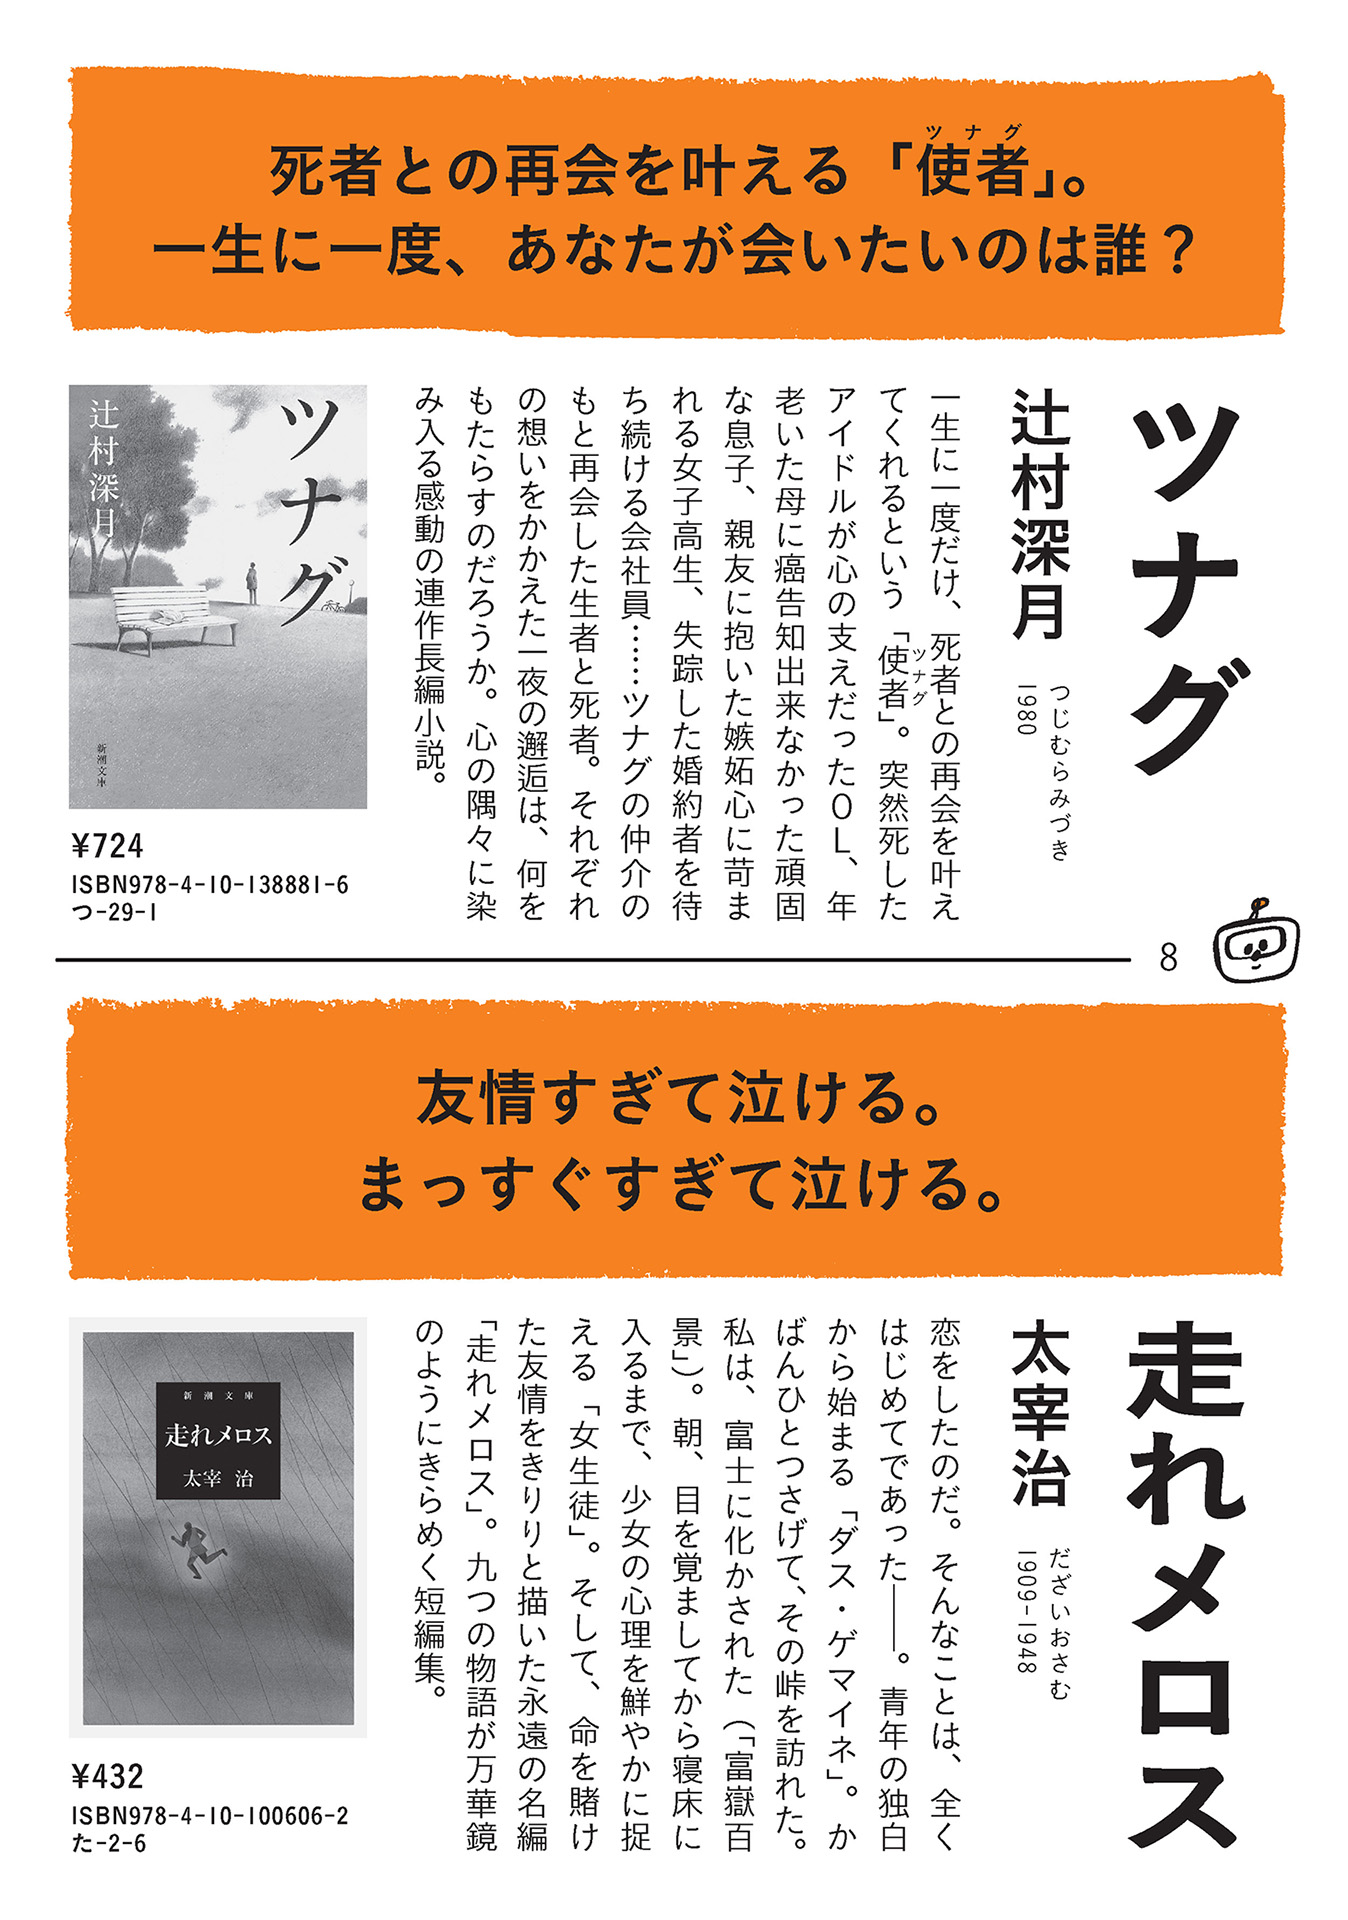 死者との再会を叶える「使者」。
ツナグ
一生に一度、あなたが会いたいのは誰？
ツナグ
辻村深月
つじむらみづき
1980
一生に一度だけ、死者との再会を叶え
てくれるという「使者」。突然死した
ツナグ
アイドルが心の支えだったOL、年
老いた母に癌告知出来なかった頑固
な息子、親友に抱いた嫉妬心に苛ま
れる女子高生、失踪した婚約者を待
ち続ける会社員……ツナグの仲介の
もと再会した生者と死者。それぞれ
の想いをかかえた一夜の邂逅は、何を
もたらすのだろうか。心の隅々に染
み入る感動の連作長編小説。
ツナグ
辻村深月
新潮文庫
¥724
ISBN978-4-10-138881-6
つ-29-1
8
友情すぎて泣ける。
まっすぐすぎて泣ける。
走れメロス
太宰治
だざいおさむ
1909-1948
恋をしたのだ。そんなことは、全く
はじめてであった――。青年の独白
から始まる「ダス・ゲマイネ」。か
ばんひとつさげて、その峠を訪れた。
私は、富士に化かされた（「富嶽百
景」）。朝、目を覚ましてから寝床に
入るまで、少女の心理を鮮やかに捉
える「女生徒」。そして、命を賭け
た友情をきりりと描いた永遠の名編
「走れメロス」。九つの物語が万華鏡
のようにきらめく短編集。
新潮文庫
走れメロス
太宰 治
¥432
ISBN978-4-10-100606-2
た-2-6